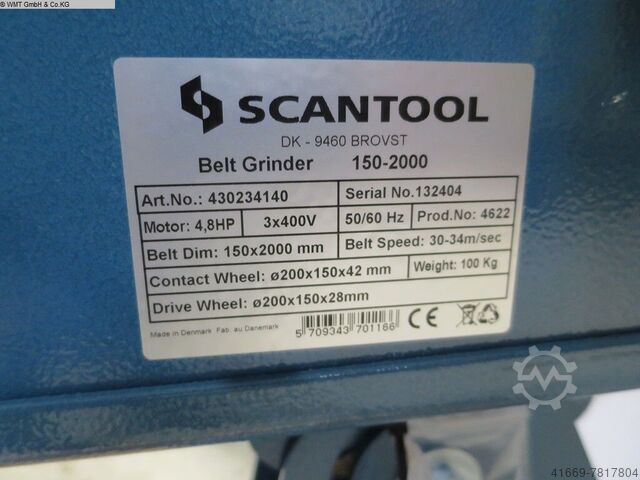 © WMT GmbH & Co.KG
SCANTOOL
DK - 9460 BROVST
Belt Grinder 150-2000
Art.No.: 430234140 Serial No.132404
Motor: 4,8HP 3x400V 50/60 Hz Prod.No: 4622
Belt Dim: 150x2000 mm Belt Speed: 30-34m/sec
Contact Wheel: ø200x150x42 mm Weight: 100 Kg
Drive Wheel: ø200x150x28mm
Made in Denmark Fab. au Danemark
5 709343 701166 CE
41669-7817804